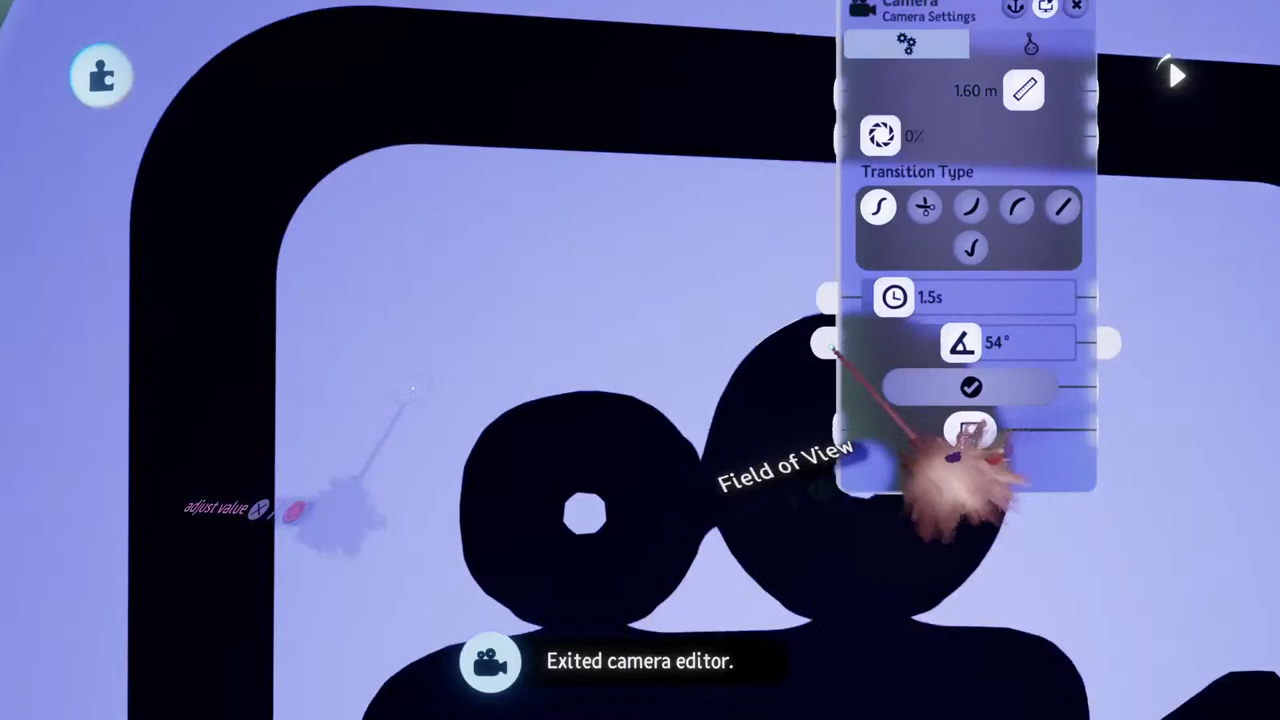 Camera
Camera Settings
1.60 m
0%
Transition Type
1.5s
54°
Field of View
adjust value X /
Exited camera editor.